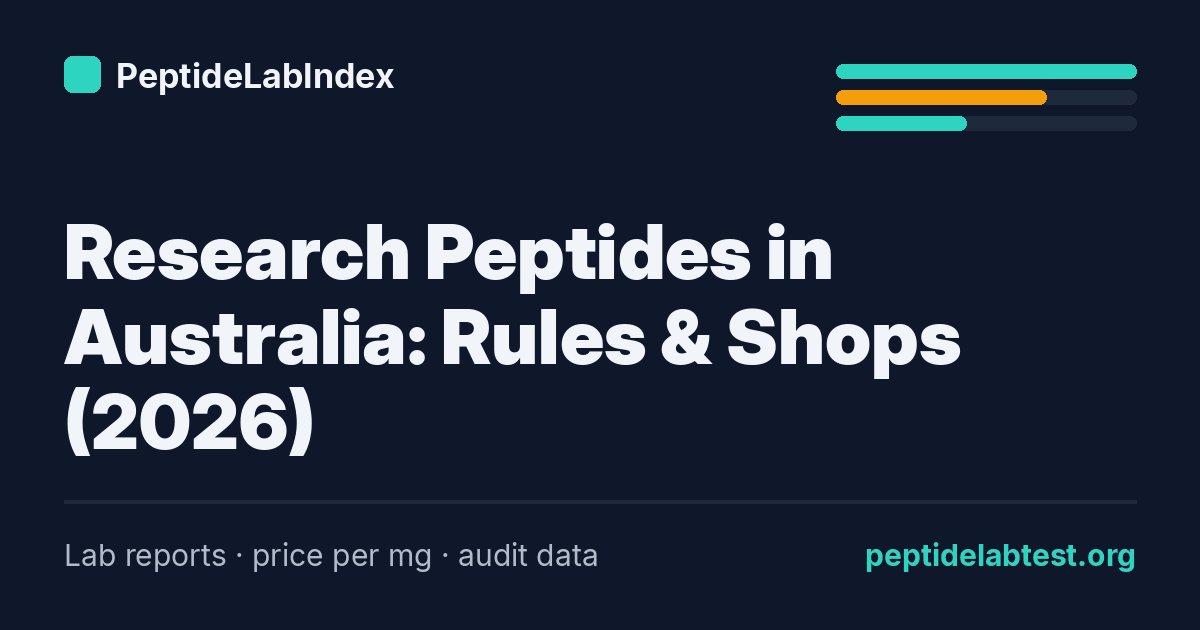 PeptideLabIndex
Research Peptides in
Australia: Rules & Shops
(2026)
Lab reports · price per mg · audit data
peptidelabtest.org